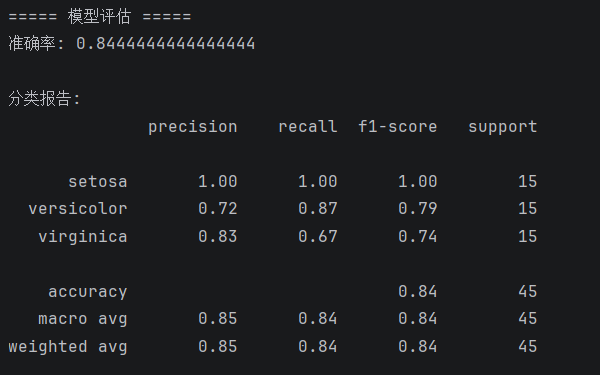 ===== 模型评估 =====
准确率: 0.8444444444444444
分类报告:
precision recall f1-score support
setosa 1.00 1.00 1.00 15
versicolor 0.72 0.87 0.79 15
virginica 0.83 0.67 0.74 15
accuracy 0.84 45
macro avg 0.85 0.84 0.84 45
weighted avg 0.85 0.84 0.84 45